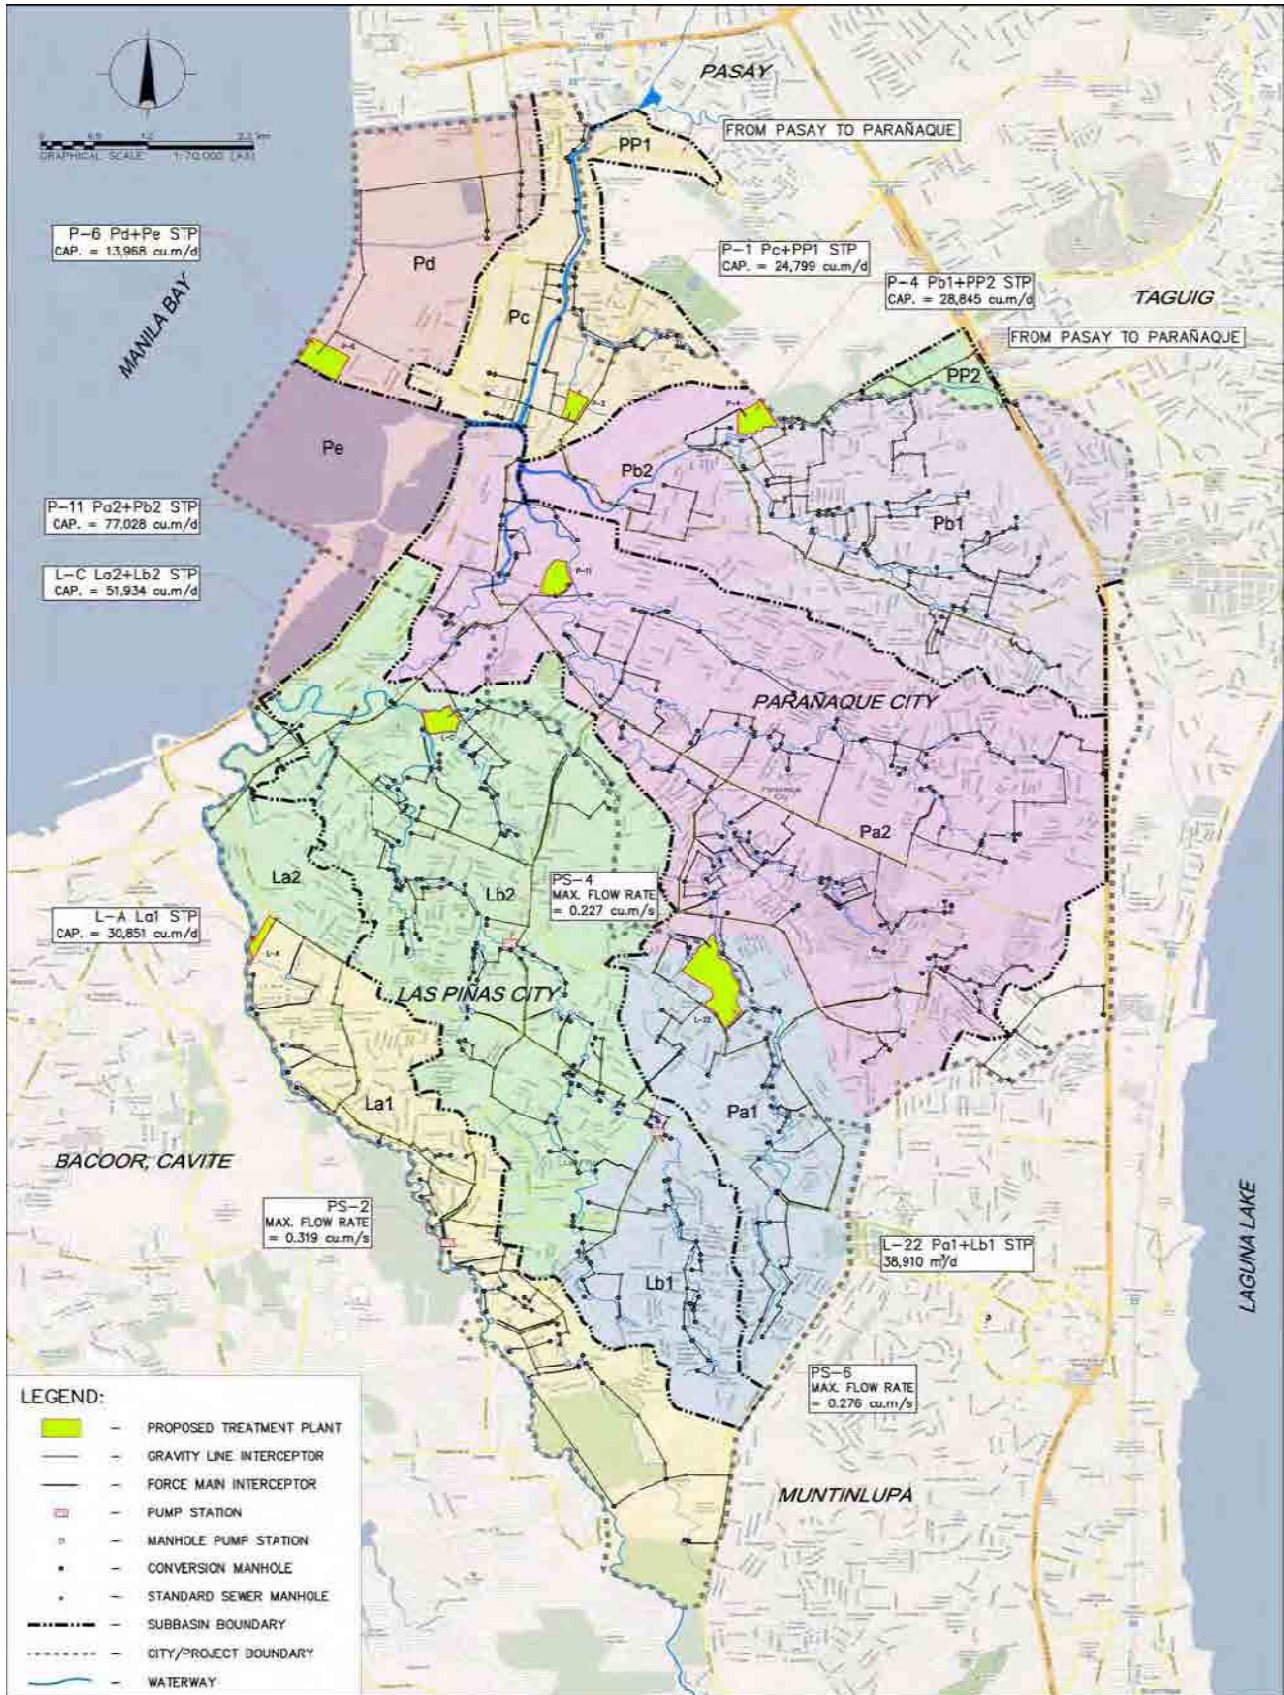 PASAY
FROM PASAY TO PARAÑAQUE
PP1
GRAPHICAL SCALE
P-6 Pd+Pe STP
CAP. = 13,968 cu.m/d
Pd
P-1 Pc+PP1 STP
CAP. = 24,799 cu.m/d
P-4 Pb1+PP2 STP
CAP. = 28,845 cu.m/d
TAGUIG
MANILA BAY
Pc
FROM PASAY TO PARAÑAQUE
PP2
P-4
Pe
Pb2
P-11 Pa2+Pb2 STP
CAP. = 77,028 cu.m/d
Pb1
L-C La2+Lb2 STP
CAP. = 51,934 cu.m/d
P-11
PARAÑAQUE CITY
Pa2
La2
Lb2
PS-4
MAX. FLOW RATE
= 0.227 cu.m/s
L-A La1 STP
CAP. = 30,851 cu.m/d
L-A
LAS PIÑAS CITY
L-22
La1
Pa1
BACOOR, CAVITE
PS-2
MAX. FLOW RATE
= 0.319 cu.m/s
L-22 Pa1+Lb1 STP
38,910 m³/d
LAGUNA LAKE
Lb1
MAX. FLOW RATE
= 0.276 cu.m/s
MUNTINLUPA
LEGEND:
– PROPOSED TREATMENT PLANT
– GRAVITY LINE INTERCEPTOR
– FORCE MAIN INTERCEPTOR
– PUMP STATION
– MANHOLE PUMP STATION
– CONVERSION MANHOLE
– STANDARD SEWER MANHOLE
– SUBBASIN BOUNDARY
– CITY/PROJECT BOUNDARY
– WATERWAY